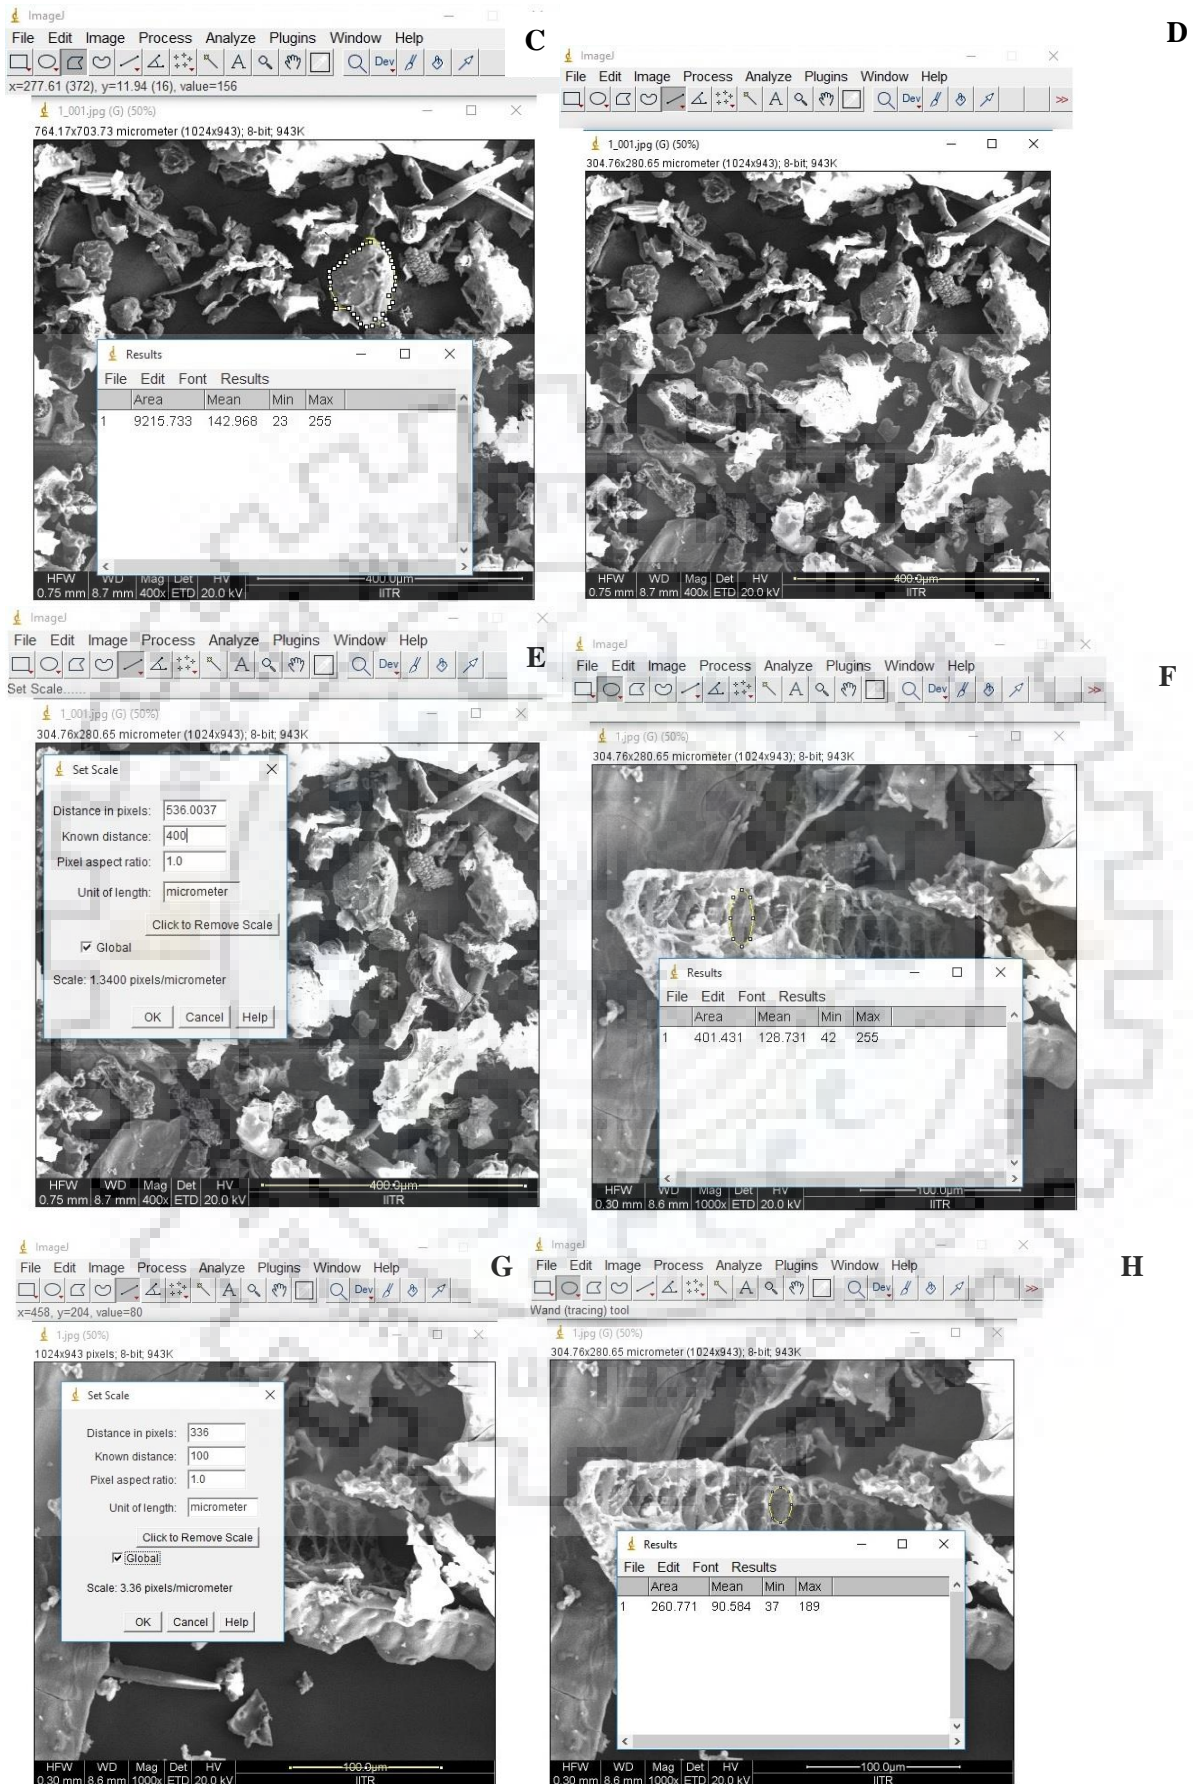 ImageJ
File Edit Image Process Analyze Plugins Window Help
C
A Dev
x=277.61 (372), y=11.94 (16), value=156
1_001.jpg (G) (50%)
764.17x703.73 micrometer (1024x943); 8-bit; 943K
Results
File Edit Font Results
Area Mean Min Max
1 9215.733 142.968 23 255
HFW WD Mag Det HV 400.0µm
0.75 mm 8.7 mm 400x ETD 20.0 kV IITR
D
ImageJ
File Edit Image Process Analyze Plugins Window Help
A Dev >>
1_001.jpg (G) (50%)
304.76x280.65 micrometer (1024x943); 8-bit; 943K
HFW WD Mag Det HV 400.0µm
0.75 mm 8.7 mm 400x ETD 20.0 kV IITR
ImageJ
File Edit Image Process Analyze Plugins Window Help
E
A Dev
Set Scale......
1_001.jpg (G) (50%)
304.76x280.65 micrometer (1024x943); 8-bit; 943K
Set Scale
Distance in pixels: 536.0037
Known distance: 400
Pixel aspect ratio: 1.0
Unit of length: micrometer
Click to Remove Scale
Global
Scale: 1.3400 pixels/micrometer
OK Cancel Help
HFW WD Mag Det HV 400.0µm
0.75 mm 8.7 mm 400x ETD 20.0 kV IITR
ImageJ
File Edit Image Process Analyze Plugins Window Help
F
A Dev >>
1.jpg (G) (50%)
304.76x280.65 micrometer (1024x943); 8-bit; 943K
Results
File Edit Font Results
Area Mean Min Max
1 401.431 128.731 42 255
HFW WD Mag Det HV 100.0µm
0.30 mm 8.6 mm 1000x ETD 20.0 kV IITR
ImageJ
File Edit Image Process Analyze Plugins Window Help
G
A Dev
x=458, y=204, value=80
1.jpg (50%)
1024x943 pixels; 8-bit; 943K
Set Scale
Distance in pixels: 336
Known distance: 100
Pixel aspect ratio: 1.0
Unit of length: micrometer
Click to Remove Scale
Global
Scale: 3.36 pixels/micrometer
OK Cancel Help
HFW WD Mag Det HV 100.0µm
0.30 mm 8.6 mm 1000x ETD 20.0 kV IITR
ImageJ
File Edit Image Process Analyze Plugins Window Help
H
A Dev >>
Wand (tracing) tool
1.jpg (G) (50%)
304.76x280.65 micrometer (1024x943); 8-bit; 943K
Results
File Edit Font Results
Area Mean Min Max
1 260.771 90.584 37 189
HFW WD Mag Det HV 100.0µm
0.30 mm 8.6 mm 1000x ETD 20.0 kV IITR